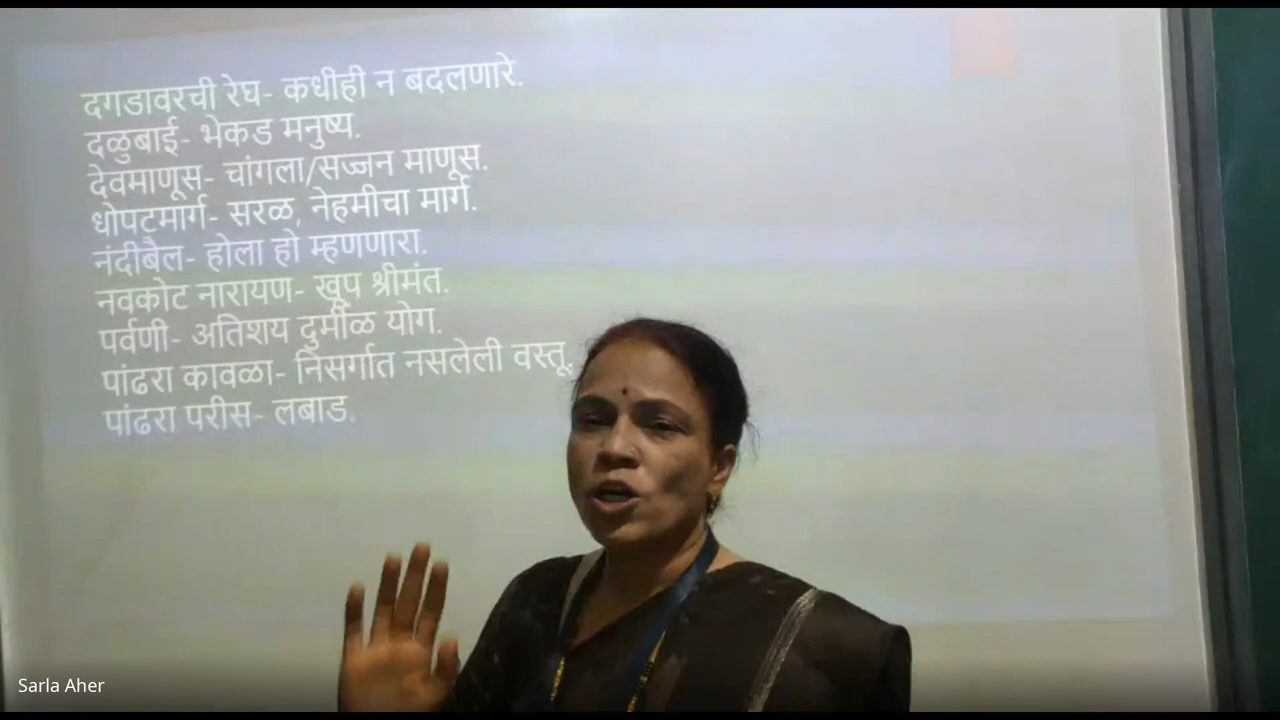 दगडावरची रेघ- कधीही न बदलणारे.
दळुबाई- भेकड मनुष्य.
देवमाणूस- चांगला/सज्जन माणूस.
धोपटमार्ग- सरळ, नेहमीचा मार्ग.
नंदीबैल- होला हो म्हणणारा.
नवकोट नारायण- खूप श्रीमंत.
पर्वणी- अतिशय दुर्मीळ योग.
पांढरा कावळा- निसर्गात नसलेली वस्तू.
पांढरा परीस- लबाड.
Sarla Aher